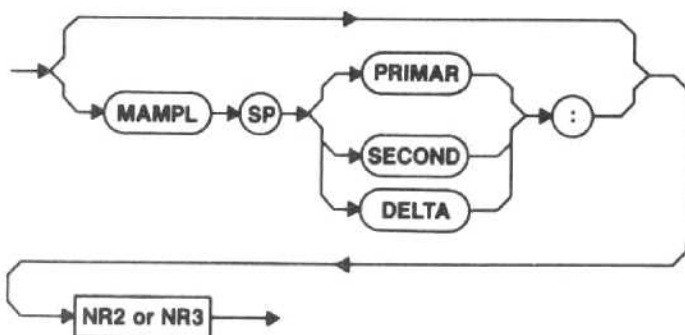 PRIMAR
MAMPL SP :
SECOND
DELTA
NR2 or NR3